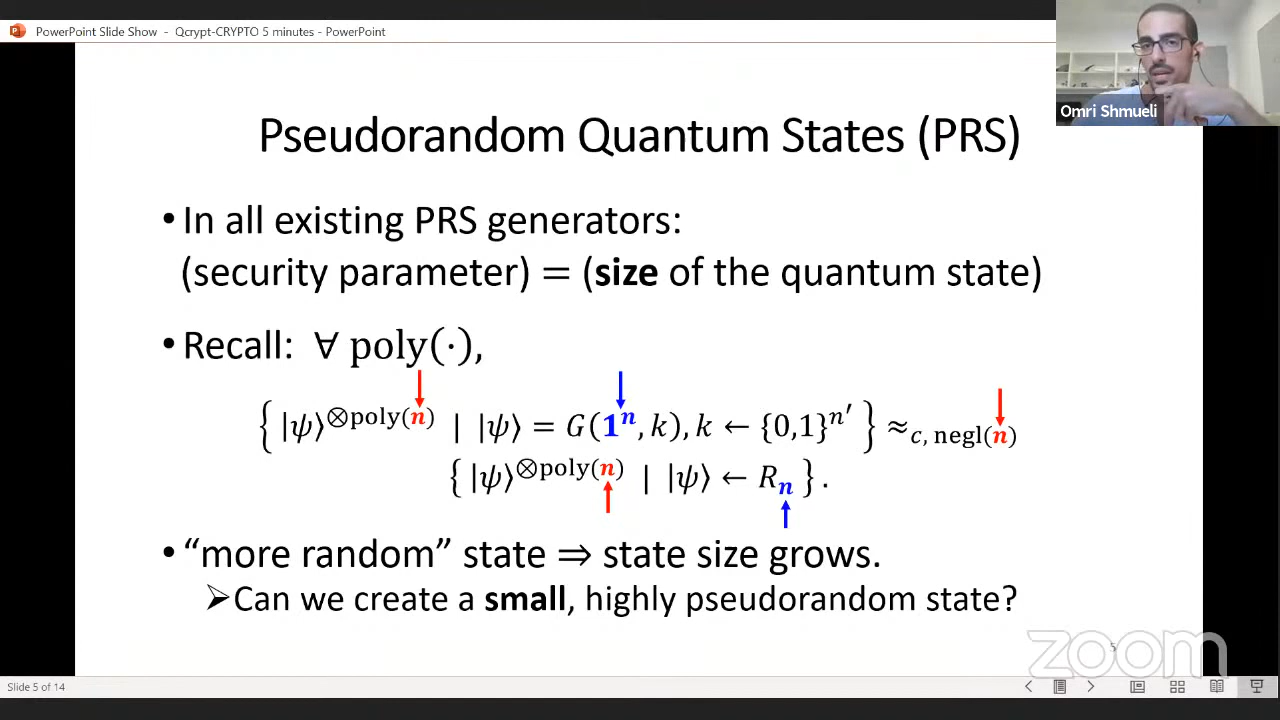 PowerPoint Slide Show - Qcrypt-CRYPTO 5 minutes - PowerPoint
Omri Shmueli
Pseudorandom Quantum States (PRS)
• In all existing PRS generators:
(security parameter) = (size of the quantum state)
• Recall: ∀ poly(·),
{ |ψ⟩^{⊗poly(n)} | |ψ⟩ = G(1^n, k), k ← {0,1}^{n′} } ≈_{c, negl(n)}
{ |ψ⟩^{⊗poly(n)} | |ψ⟩ ← R_n }.
• “more random” state ⇒ state size grows.
➢Can we create a small, highly pseudorandom state?
5
zoom
Slide 5 of 14